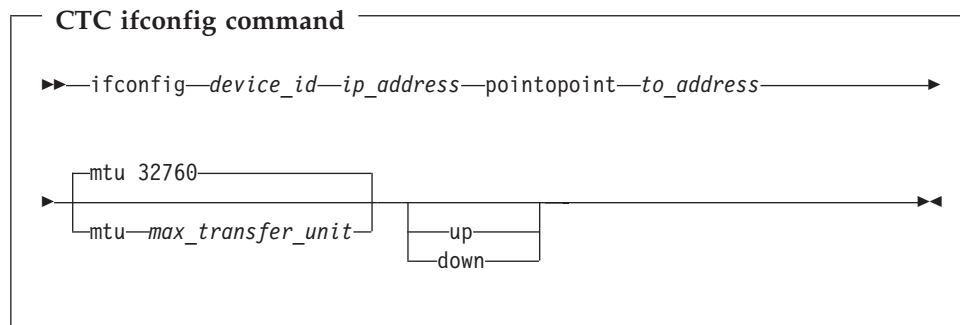 CTC ifconfig command
ifconfig device_id ip_address pointopoint to_address
mtu 32760
mtu max_transfer_unit
up
down